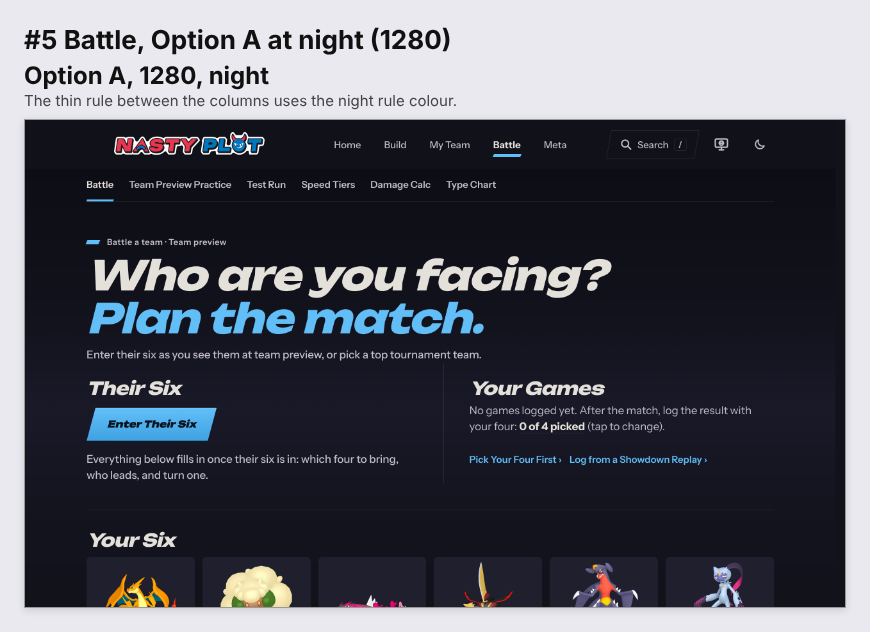 #5 Battle, Option A at night (1280)
Option A, 1280, night
The thin rule between the columns uses the night rule colour.
NASTY PLOT
Home Build My Team Battle Meta Search /
Battle Team Preview Practice Test Run Speed Tiers Damage Calc Type Chart
Battle a team · Team preview
Who are you facing?
Plan the match.
Enter their six as you see them at team preview, or pick a top tournament team.
Their Six
Enter Their Six
Everything below fills in once their six is in: which four to bring,
who leads, and turn one.
Your Games
No games logged yet. After the match, log the result with
your four: 0 of 4 picked (tap to change).
Pick Your Four First › Log from a Showdown Replay ›
Your Six